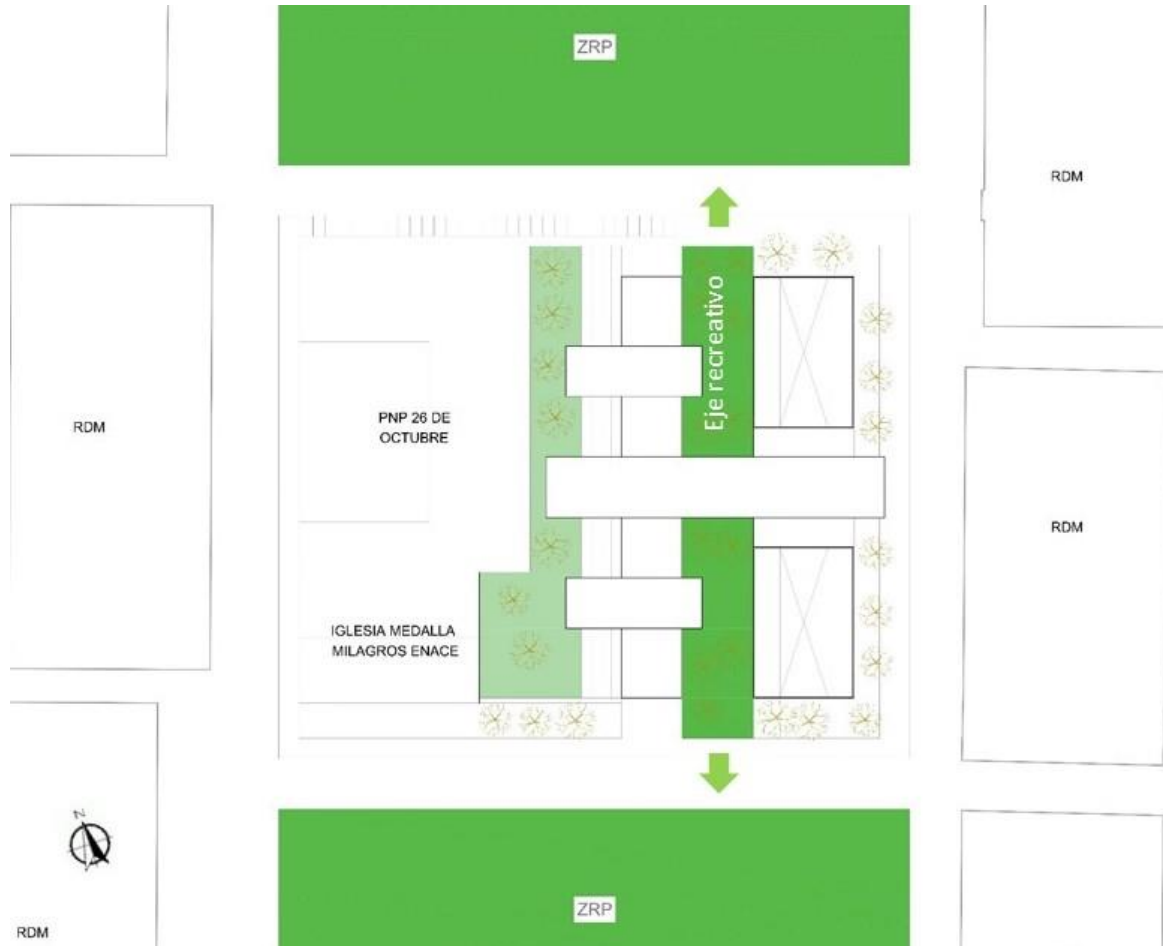 ZRP
RDM
Eje recreativo
RDM
PNP 26 DE
OCTUBRE
RDM
IGLESIA MEDALLA
MILAGROS ENACE
N
ZRP
RDM